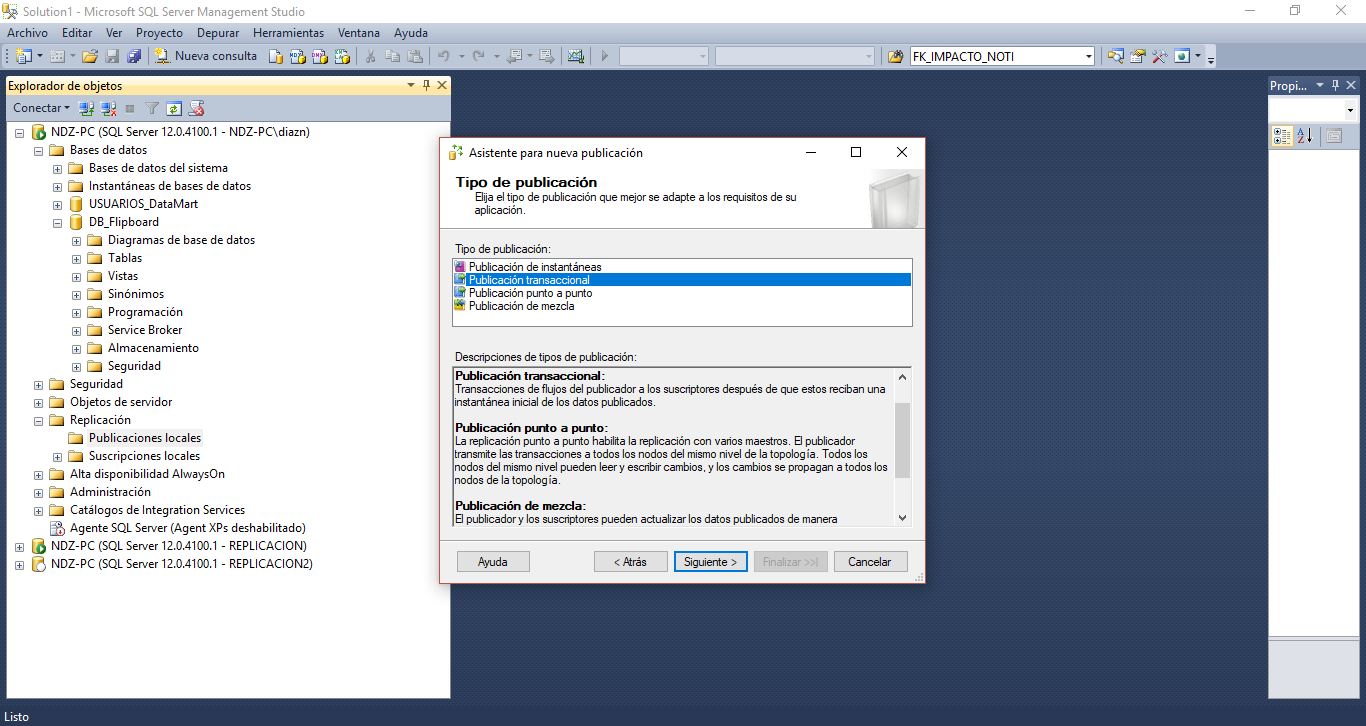 Solution1 - Microsoft SQL Server Management Studio
Archivo Editar Ver Proyecto Depurar Herramientas Ventana Ayuda
Nueva consulta
FK_IMPACTO_NOTI
Explorador de objetos
Conectar
NDZ-PC (SQL Server 12.0.4100.1 - NDZ-PC\diazn)
Bases de datos
Bases de datos del sistema
Instantáneas de bases de datos
USUARIOS_DataMart
DB_Flipboard
Diagramas de base de datos
Tablas
Vistas
Sinónimos
Programación
Service Broker
Almacenamiento
Seguridad
Seguridad
Objetos de servidor
Replicación
Publicaciones locales
Suscripciones locales
Alta disponibilidad AlwaysOn
Administración
Catálogos de Integration Services
Agente SQL Server (Agent XPs deshabilitado)
NDZ-PC (SQL Server 12.0.4100.1 - REPLICACION)
NDZ-PC (SQL Server 12.0.4100.1 - REPLICACION2)
Asistente para nueva publicación
Tipo de publicación
Elija el tipo de publicación que mejor se adapte a los requisitos de su
aplicación.
Tipo de publicación:
Publicación de instantáneas
Publicación transaccional
Publicación punto a punto
Publicación de mezcla
Descripciones de tipos de publicación:
Publicación transaccional:
Transacciones de flujos del publicador a los suscriptores después de que estos reciban una
instantánea inicial de los datos publicados.
Publicación punto a punto:
La replicación punto a punto habilita la replicación con varios maestros. El publicador
transmite las transacciones a todos los nodos del mismo nivel de la topología. Todos los
nodos del mismo nivel pueden leer y escribir cambios, y los cambios se propagan a todos los
nodos de la topología.
Publicación de mezcla:
El publicador y los suscriptores pueden actualizar los datos publicados de manera
Ayuda
< Atrás
Siguiente >
Finalizar >>|
Cancelar
Propi...
Listo